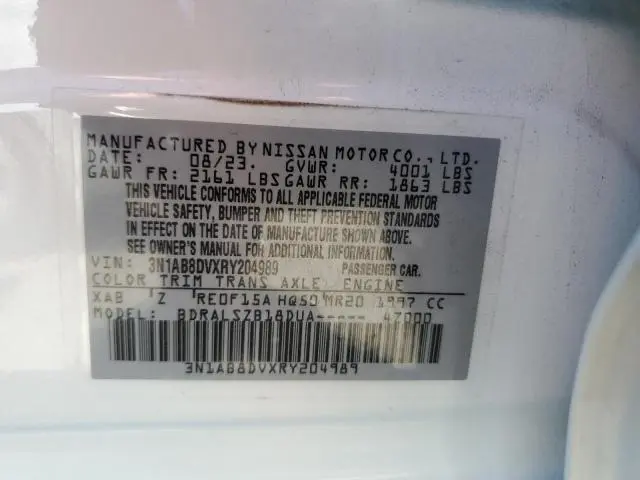 MANUFACTURED BY NISSAN MOTOR CO., LTD.
DATE: 08/23. GVWR: 4001 LBS
GAWR FR: 2161 LBS GAWR RR: 1863 LBS
THIS VEHICLE CONFORMS TO ALL APPLICABLE FEDERAL MOTOR
VEHICLE SAFETY, BUMPER AND THEFT PREVENTION STANDARDS
IN EFFECT ON THE DATE OF MANUFACTURE SHOWN ABOVE.
SEE OWNER'S MANUAL FOR ADDITIONAL INFORMATION.
VIN: 3N1AB8DVXRY204989 PASSENGER CAR.
COLOR TRIM TRANS AXLE ENGINE
XAB Z RE0F15A HQ50 MR20 1997 CC
MODEL: BDRALSZB18DUA----- 47000
3N1AB8DVXRY204989